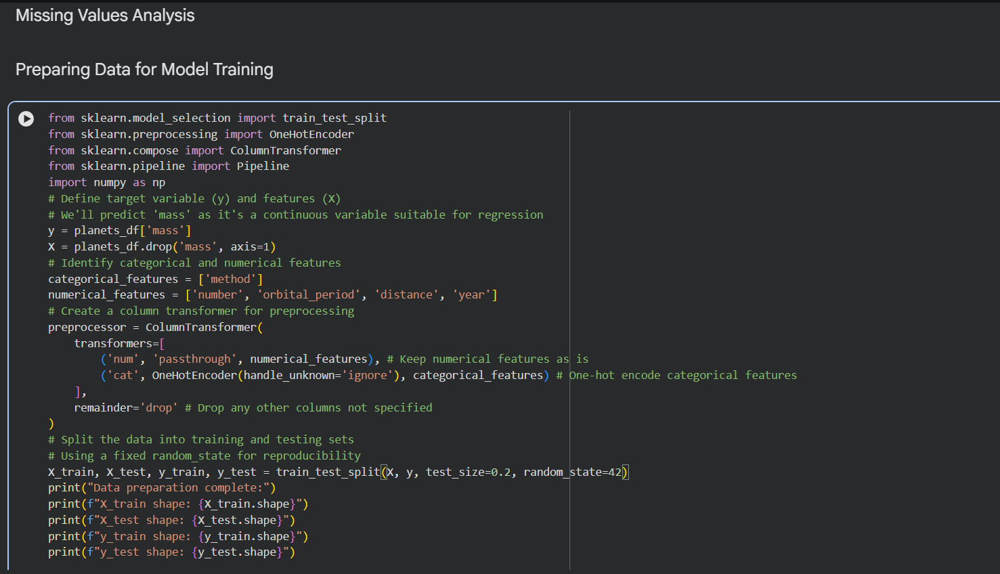 Missing Values Analysis
Preparing Data for Model Training
from sklearn.model_selection import train_test_split
from sklearn.preprocessing import OneHotEncoder
from sklearn.compose import ColumnTransformer
from sklearn.pipeline import Pipeline
import numpy as np
# Define target variable (y) and features (X)
# We'll predict 'mass' as it's a continuous variable suitable for regression
y = planets_df['mass']
X = planets_df.drop('mass', axis=1)
# Identify categorical and numerical features
categorical_features = ['method']
numerical_features = ['number', 'orbital_period', 'distance', 'year']
# Create a column transformer for preprocessing
preprocessor = ColumnTransformer(
    transformers=[
        ('num', 'passthrough', numerical_features), # Keep numerical features as is
        ('cat', OneHotEncoder(handle_unknown='ignore'), categorical_features) # One-hot encode categorical features
    ],
    remainder='drop' # Drop any other columns not specified
)
# Split the data into training and testing sets
# Using a fixed random_state for reproducibility
X_train, X_test, y_train, y_test = train_test_split(X, y, test_size=0.2, random_state=42)
print("Data preparation complete:")
print(f"X_train shape: {X_train.shape}")
print(f"X_test shape: {X_test.shape}")
print(f"y_train shape: {y_train.shape}")
print(f"y_test shape: {y_test.shape}")